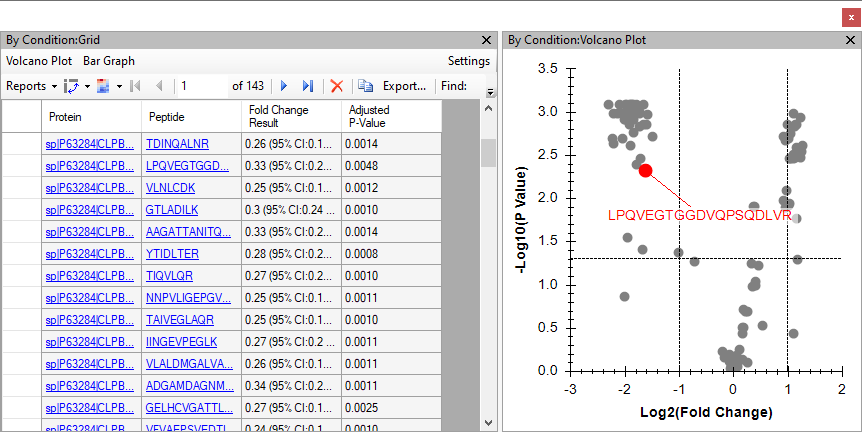 By Condition:Grid
Volcano Plot Bar Graph Settings
Reports 1 of 143 Export... Find:
Protein Peptide Fold Change Result Adjusted P-Value
sp|P63284|CLPB... TDINQALNR 0.26 (95% CI:0.1... 0.0014
sp|P63284|CLPB... LPQVEGTGGD... 0.33 (95% CI:0.2... 0.0048
sp|P63284|CLPB... VLNLCDK 0.25 (95% CI:0.1... 0.0012
sp|P63284|CLPB... GTLADILK 0.3 (95% CI:0.24 ... 0.0010
sp|P63284|CLPB... AAGATTANITQ... 0.33 (95% CI:0.2... 0.0014
sp|P63284|CLPB... YTIDLTER 0.28 (95% CI:0.2... 0.0008
sp|P63284|CLPB... TIQVLQR 0.27 (95% CI:0.2... 0.0010
sp|P63284|CLPB... NNPVLIGEPGV... 0.25 (95% CI:0.1... 0.0011
sp|P63284|CLPB... TAIVEGLAQR 0.25 (95% CI:0.1... 0.0010
sp|P63284|CLPB... IINGEVPEGLK 0.27 (95% CI:0.2 ... 0.0011
sp|P63284|CLPB... VLALDMGALVA... 0.26 (95% CI:0.1... 0.0011
sp|P63284|CLPB... ADGAMDAGNM... 0.34 (95% CI:0.2... 0.0011
sp|P63284|CLPB... GELHCVGATTL... 0.27 (95% CI:0.1... 0.0025
sp|P63284|CLPB... VFVAEPSVEDTI... 0.24 (95% CI:0.1... 0.0010
By Condition:Volcano Plot
3.5
-3.0
2.5
2.0
1.5
1.0
0.5
0.0
-Log10(P Value)
LPQVEGTGGDVQPSQDLVR
-3 -2 -1 0 1 2
Log2(Fold Change)